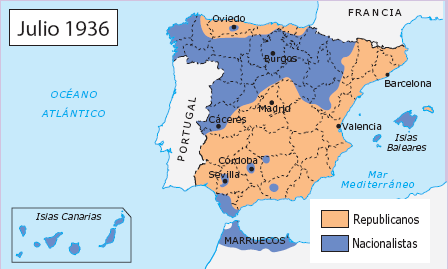 Julio 1936
Oviedo
FRANCIA
Burgos
Barcelona
OCÉANO
ATLÁNTICO
PORTUGAL
Madrid
Cáceres
Valencia
Islas
Baleares
Córdoba
Sevilla
Mar
Mediterráneo
Islas Canarias
MARRUECOS
Republicanos
Nacionalistas